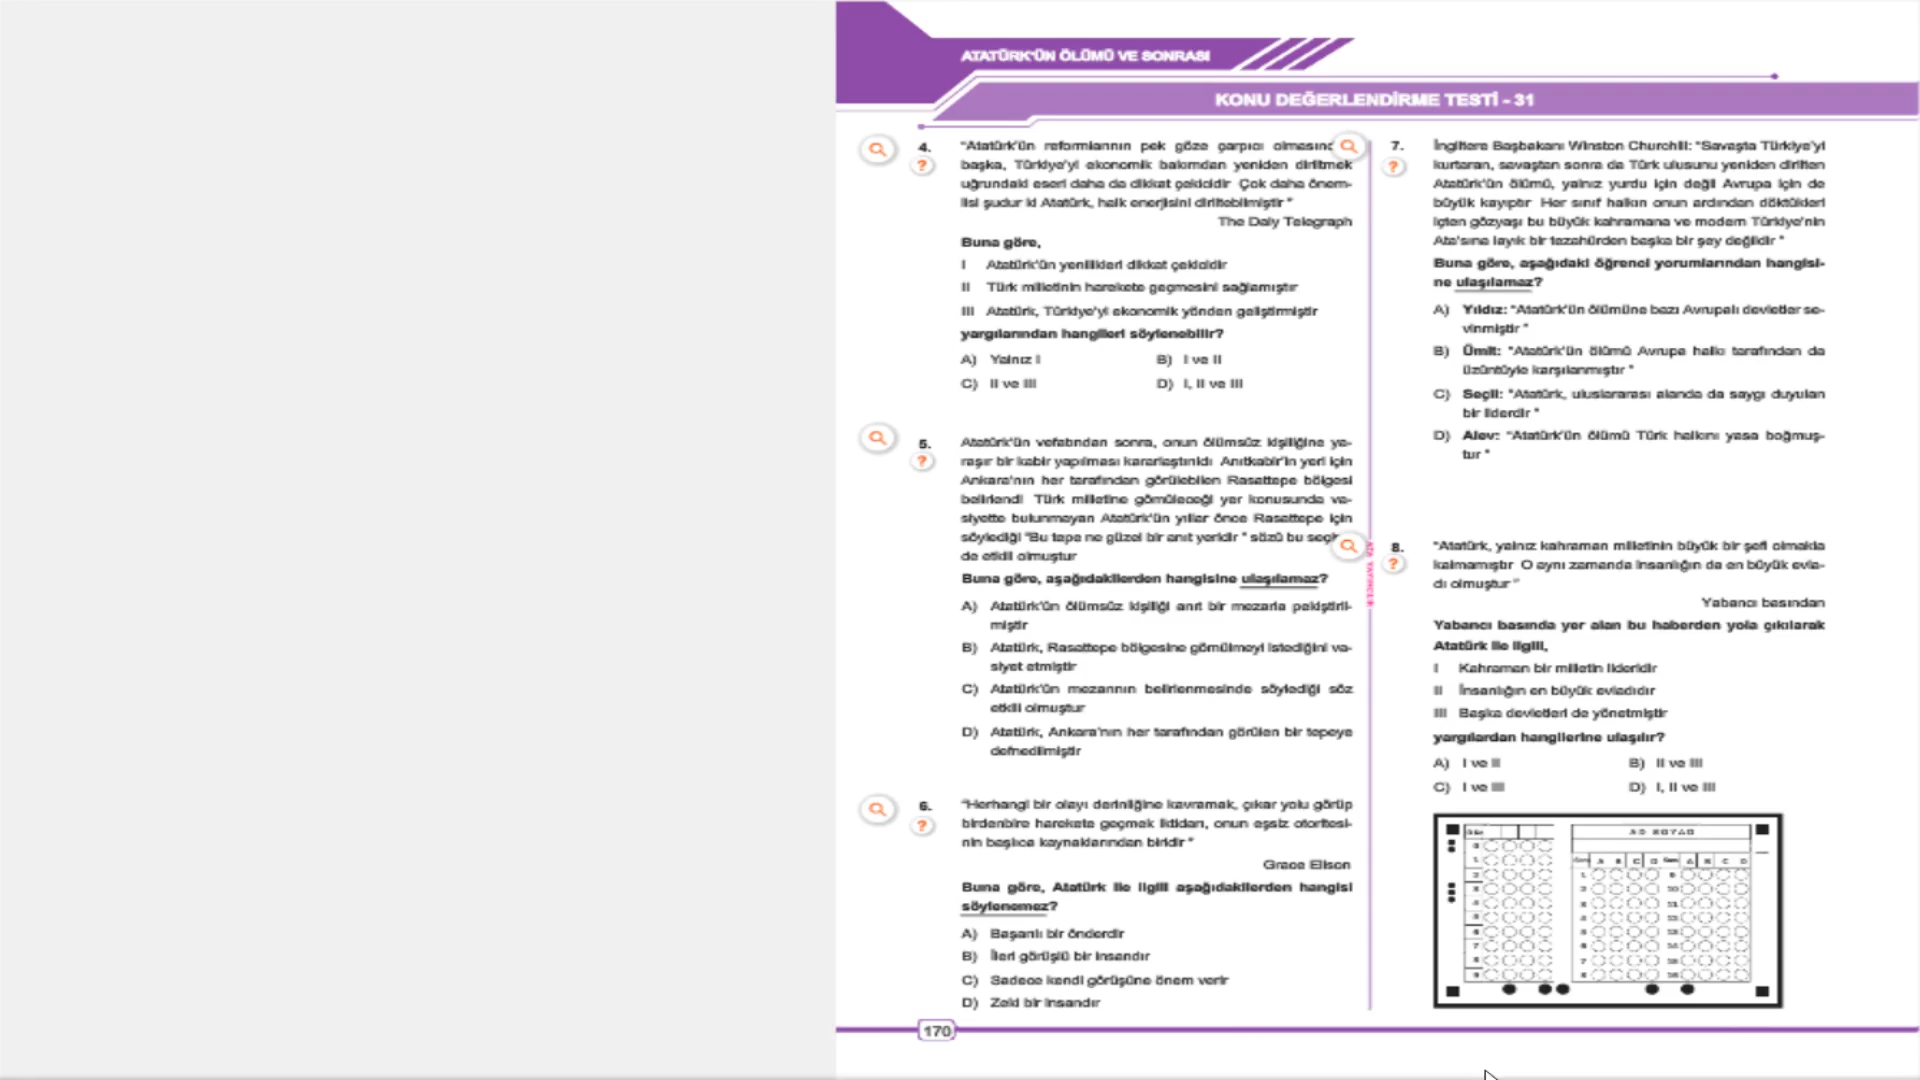 ATATÜRK'ÜN ÖLÜMÜ VE SONRASI
KONU DEĞERLENDİRME TESTİ - 31
4. "Atatürk'ün reformlarının pek göze çarpıcı olmasından
başka, Türkiye'yi ekonomik bakımdan yeniden diriltmek
uğrundaki eseri daha da dikkat çekicidir Çok daha önem-
lisi şudur ki Atatürk, halk enerjisini diriltebilmiştir"
The Daly Telegraph
Buna göre,
I Atatürk'ün yenilikleri dikkat çekicidir
II Türk milletinin harekete geçmesini sağlamıştır
III Atatürk, Türkiye'yi ekonomik yönden geliştirmiştir
yargılarından hangileri söylenebilir?
A) Yalnız I B) I ve II
C) II ve III D) I, II ve III
5. Atatürk'ün vefatından sonra, onun ölümsüz kişiliğine ya-
raşır bir kabir yapılması kararlaştırıldı Anıtkabir'in yeri için
Ankara'nın her tarafından görülebilen Rasattepe bölgesi
belirlendi Türk milletine gömüleceği yer konusunda va-
siyette bulunmayan Atatürk'ün yıllar önce Rasattepe için
söylediği "Bu tepe ne güzel bir anıt yeridir" sözü bu seçim-
de etkili olmuştur
Buna göre, aşağıdakilerden hangisine ulaşılamaz?
A) Atatürk'ün ölümsüz kişiliği anıt bir mezarla pekiştiril-
miştir
B) Atatürk, Rasattepe bölgesine gömülmeyi istediğini va-
siyet etmiştir
C) Atatürk'ün mezarının belirlenmesinde söylediği söz
etkili olmuştur
D) Atatürk, Ankara'nın her tarafından görülen bir tepeye
defnedilmiştir
6. "Herhangi bir olayı derinliğine kavramak, çıkar yolu görüp
birdenbire harekete geçmek iktidarı, onun eşsiz otoritesi-
nin başlıca kaynaklarından biridir"
Grace Elison
Buna göre, Atatürk ile ilgili aşağıdakilerden hangisi
söylenemez?
A) Başarılı bir önderdir
B) İleri görüşlü bir insandır
C) Sadece kendi görüşüne önem verir
D) Zeki bir insandır
7. İngiltere Başbakanı Winston Churchill: "Savaşta Türkiye'yi
kurtaran, savaştan sonra da Türk ulusunu yeniden dirilten
Atatürk'ün ölümü, yalnız yurdu için değil Avrupa için de
büyük kayıptır Her sınıf halkın onun ardından döktükleri
içten gözyaşı bu büyük kahramana ve modern Türkiye'nin
Ata'sına layık bir tezahürden başka bir şey değildir"
Buna göre, aşağıdaki öğrenci yorumlarından hangisi-
ne ulaşılamaz?
A) Yıldız: "Atatürk'ün ölümüne bazı Avrupalı devletler se-
vinmiştir"
B) Ümit: "Atatürk'ün ölümü Avrupa halkı tarafından da
üzüntüyle karşılanmıştır"
C) Seçil: "Atatürk, uluslararası alanda da saygı duyulan
bir liderdir"
D) Alev: "Atatürk'ün ölümü Türk halkını yasa boğmuş-
tur"
ATA YAYINCILIK
8. "Atatürk, yalnız kahraman milletinin büyük bir şefi olmakla
kalmamıştır O aynı zamanda insanlığın da en büyük evla-
dı olmuştur"
Yabancı basından
Yabancı basında yer alan bu haberden yola çıkılarak
Atatürk ile ilgili,
I Kahraman bir milletin lideridir
II İnsanlığın en büyük evladıdır
III Başka devletleri de yönetmiştir
yargılardan hangilerine ulaşılır?
A) I ve II B) II ve III
C) I ve III D) I, II ve III
AD SOYAD
A B C D A B C D
170